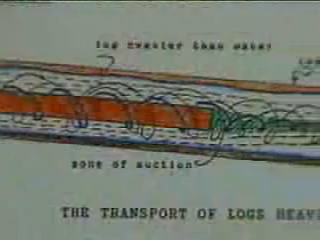 log heavier than water
zone of suction
THE TRANSPORT OF LOGS HEAVI